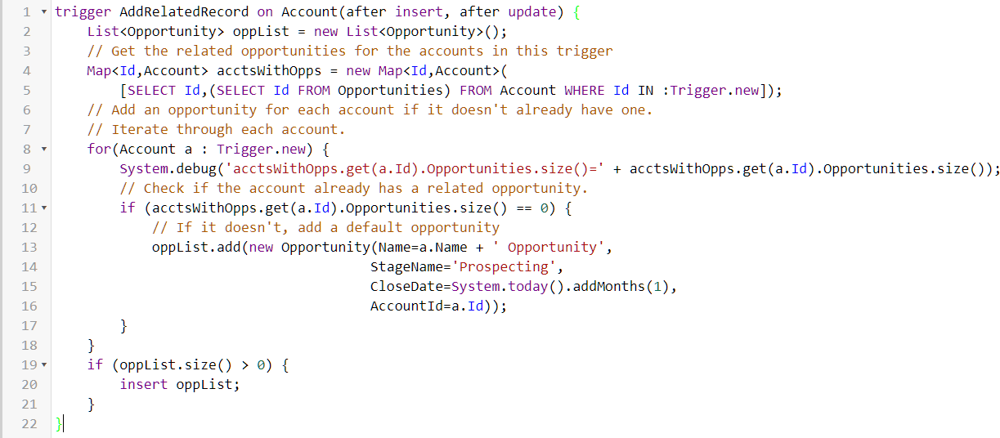 1 trigger AddRelatedRecord on Account(after insert, after update) {
2 List<Opportunity> oppList = new List<Opportunity>();
3 // Get the related opportunities for the accounts in this trigger
4 Map<Id,Account> acctsWithOpps = new Map<Id,Account>(
5 [SELECT Id,(SELECT Id FROM Opportunities) FROM Account WHERE Id IN :Trigger.new]);
6 // Add an opportunity for each account if it doesn't already have one.
7 // Iterate through each account.
8 for(Account a : Trigger.new) {
9 System.debug('acctsWithOpps.get(a.Id).Opportunities.size()=' + acctsWithOpps.get(a.Id).Opportunities.size());
10 // Check if the account already has a related opportunity.
11 if (acctsWithOpps.get(a.Id).Opportunities.size() == 0) {
12 // If it doesn't, add a default opportunity
13 oppList.add(new Opportunity(Name=a.Name + ' Opportunity',
14 StageName='Prospecting',
15 CloseDate=System.today().addMonths(1),
16 AccountId=a.Id));
17 }
18 }
19 if (oppList.size() > 0) {
20 insert oppList;
21 }
22 }